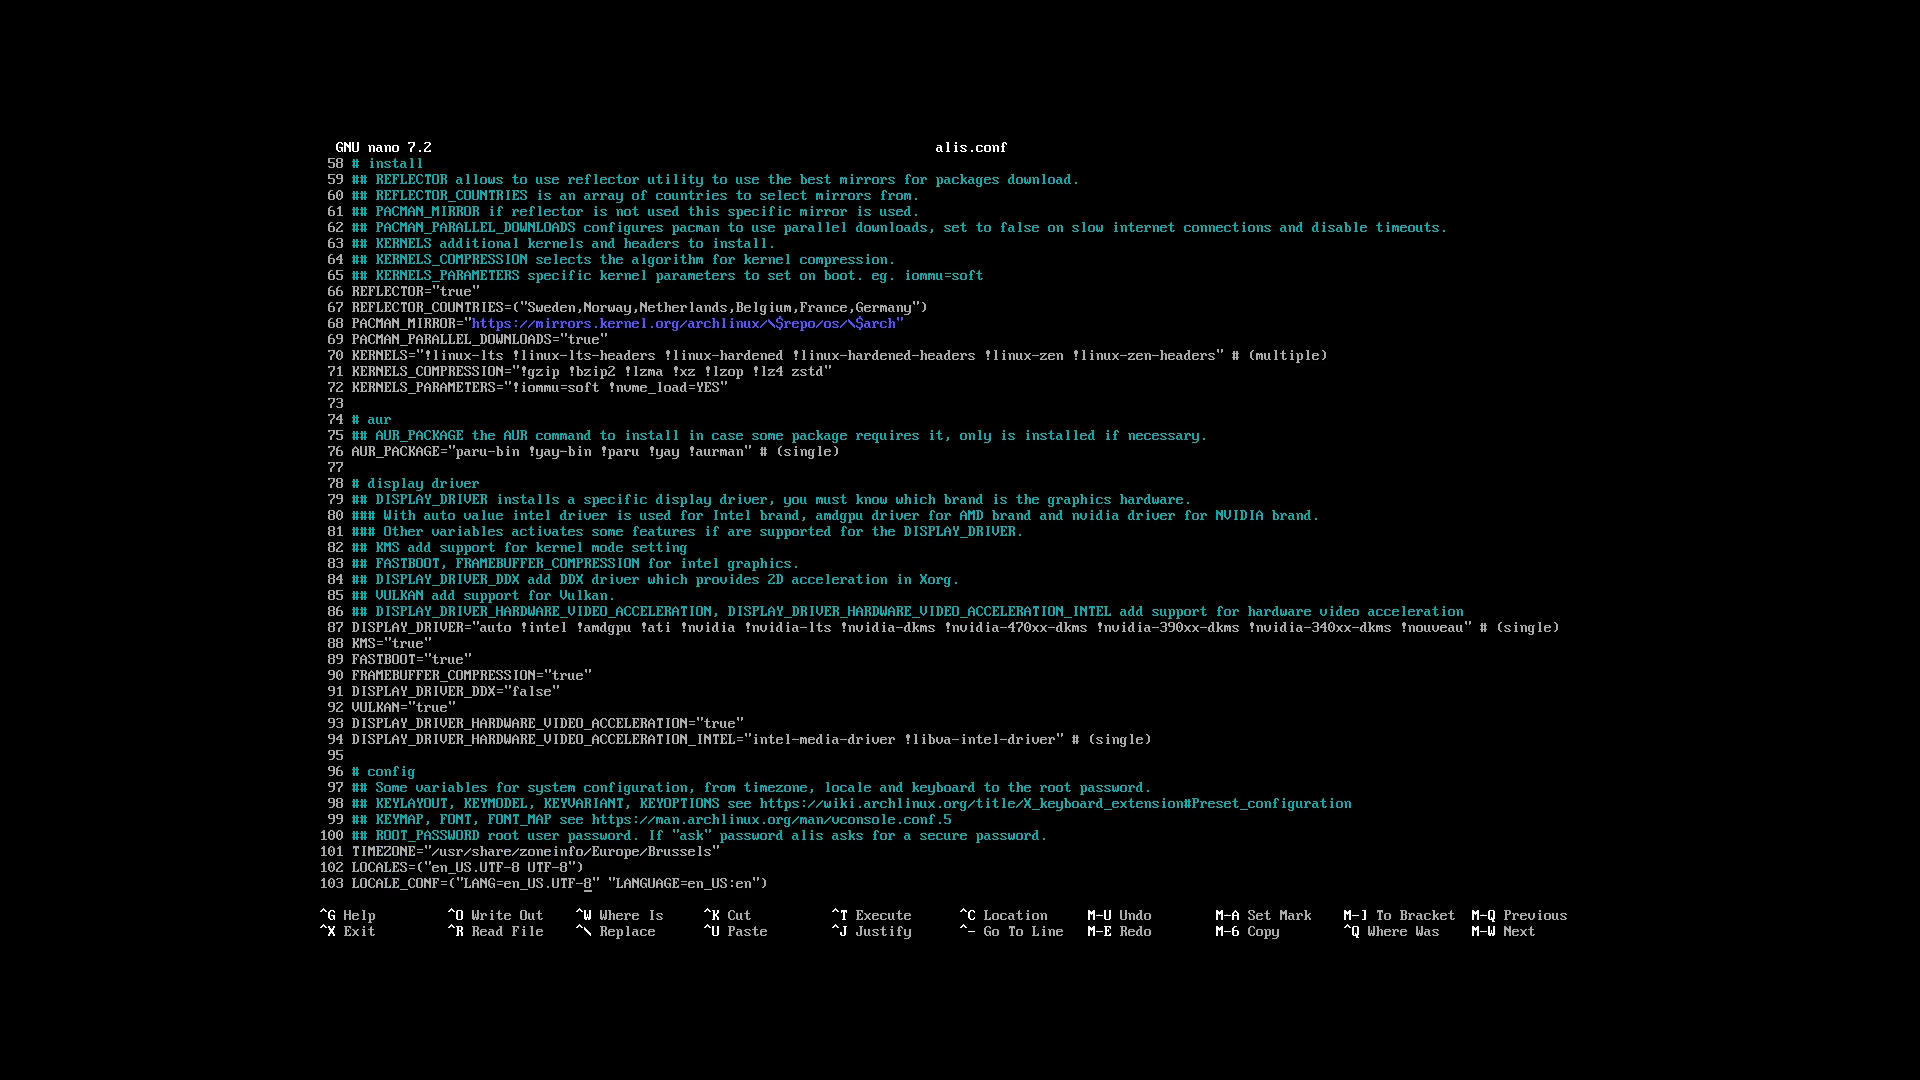 GNU nano 7.2 alis.conf
58 # install
59 ## REFLECTOR allows to use reflector utility to use the best mirrors for packages download.
60 ## REFLECTOR_COUNTRIES is an array of countries to select mirrors from.
61 ## PACMAN_MIRROR if reflector is not used this specific mirror is used.
62 ## PACMAN_PARALLEL_DOWNLOADS configures pacman to use parallel downloads, set to false on slow internet connections and disable timeouts.
63 ## KERNELS additional kernels and headers to install.
64 ## KERNELS_COMPRESSION selects the algorithm for kernel compression.
65 ## KERNELS_PARAMETERS specific kernel parameters to set on boot. eg. iommu=soft
66 REFLECTOR="true"
67 REFLECTOR_COUNTRIES=("Sweden,Norway,Netherlands,Belgium,France,Germany")
68 PACMAN_MIRROR="https://mirrors.kernel.org/archlinux/\$repo/os/\$arch"
69 PACMAN_PARALLEL_DOWNLOADS="true"
70 KERNELS="!linux-lts !linux-lts-headers !linux-hardened !linux-hardened-headers !linux-zen !linux-zen-headers" # (multiple)
71 KERNELS_COMPRESSION="!gzip !bzip2 !lzma !xz !lzop !lz4 zstd"
72 KERNELS_PARAMETERS="!iommu=soft !nvme_load=YES"
73
74 # aur
75 ## AUR_PACKAGE the AUR command to install in case some package requires it, only is installed if necessary.
76 AUR_PACKAGE="paru-bin !yay-bin !paru !yay !aurman" # (single)
77
78 # display driver
79 ## DISPLAY_DRIVER installs a specific display driver, you must know which brand is the graphics hardware.
80 ### With auto value intel driver is used for Intel brand, amdgpu driver for AMD brand and nvidia driver for NVIDIA brand.
81 ### Other variables activates some features if are supported for the DISPLAY_DRIVER.
82 ## KMS add support for kernel mode setting
83 ## FASTBOOT, FRAMEBUFFER_COMPRESSION for intel graphics.
84 ## DISPLAY_DRIVER_DDX add DDX driver which provides 2D acceleration in Xorg.
85 ## VULKAN add support for Vulkan.
86 ## DISPLAY_DRIVER_HARDWARE_VIDEO_ACCELERATION, DISPLAY_DRIVER_HARDWARE_VIDEO_ACCELERATION_INTEL add support for hardware video acceleration
87 DISPLAY_DRIVER="auto !intel !amdgpu !ati !nvidia !nvidia-lts !nvidia-dkms !nvidia-470xx-dkms !nvidia-390xx-dkms !nvidia-340xx-dkms !nouveau" # (single)
88 KMS="true"
89 FASTBOOT="true"
90 FRAMEBUFFER_COMPRESSION="true"
91 DISPLAY_DRIVER_DDX="false"
92 VULKAN="true"
93 DISPLAY_DRIVER_HARDWARE_VIDEO_ACCELERATION="true"
94 DISPLAY_DRIVER_HARDWARE_VIDEO_ACCELERATION_INTEL="intel-media-driver !libva-intel-driver" # (single)
95
96 # config
97 ## Some variables for system configuration, from timezone, locale and keyboard to the root password.
98 ## KEYLAYOUT, KEYMODEL, KEYVARIANT, KEYOPTIONS see https://wiki.archlinux.org/title/X_keyboard_extension#Preset_configuration
99 ## KEYMAP, FONT, FONT_MAP see https://man.archlinux.org/man/vconsole.conf.5
100 ## ROOT_PASSWORD root user password. If "ask" password alis asks for a secure password.
101 TIMEZONE="/usr/share/zoneinfo/Europe/Brussels"
102 LOCALES=("en_US.UTF-8 UTF-8")
103 LOCALE_CONF=("LANG=en_US.UTF-8" "LANGUAGE=en_US:en")
^G Help ^O Write Out ^W Where Is ^K Cut ^T Execute ^C Location M-U Undo M-A Set Mark M-] To Bracket M-Q Previous
^X Exit ^R Read File ^\ Replace ^U Paste ^J Justify ^- Go To Line M-E Redo M-6 Copy ^Q Where Was M-W Next